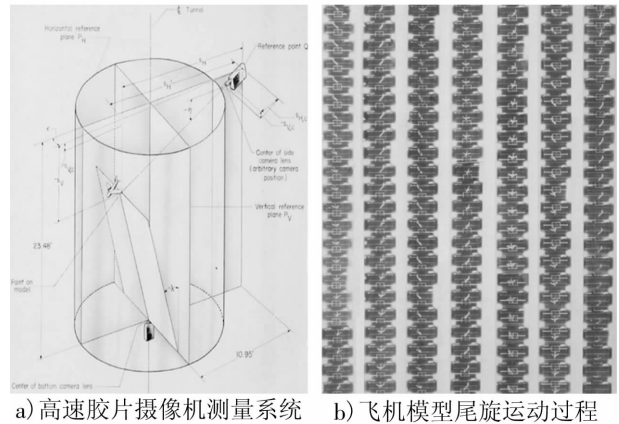 Tunnel
Horizontal reference
plane P_H
Reference point Q
Center of side
camera lens
(arbitrary camera
position)
Vertical reference
plane P_V
23.48'
Point on
model
10.95'
Center of bottom camera lens
a)高速胶片摄像机测量系统
b)飞机模型尾旋运动过程